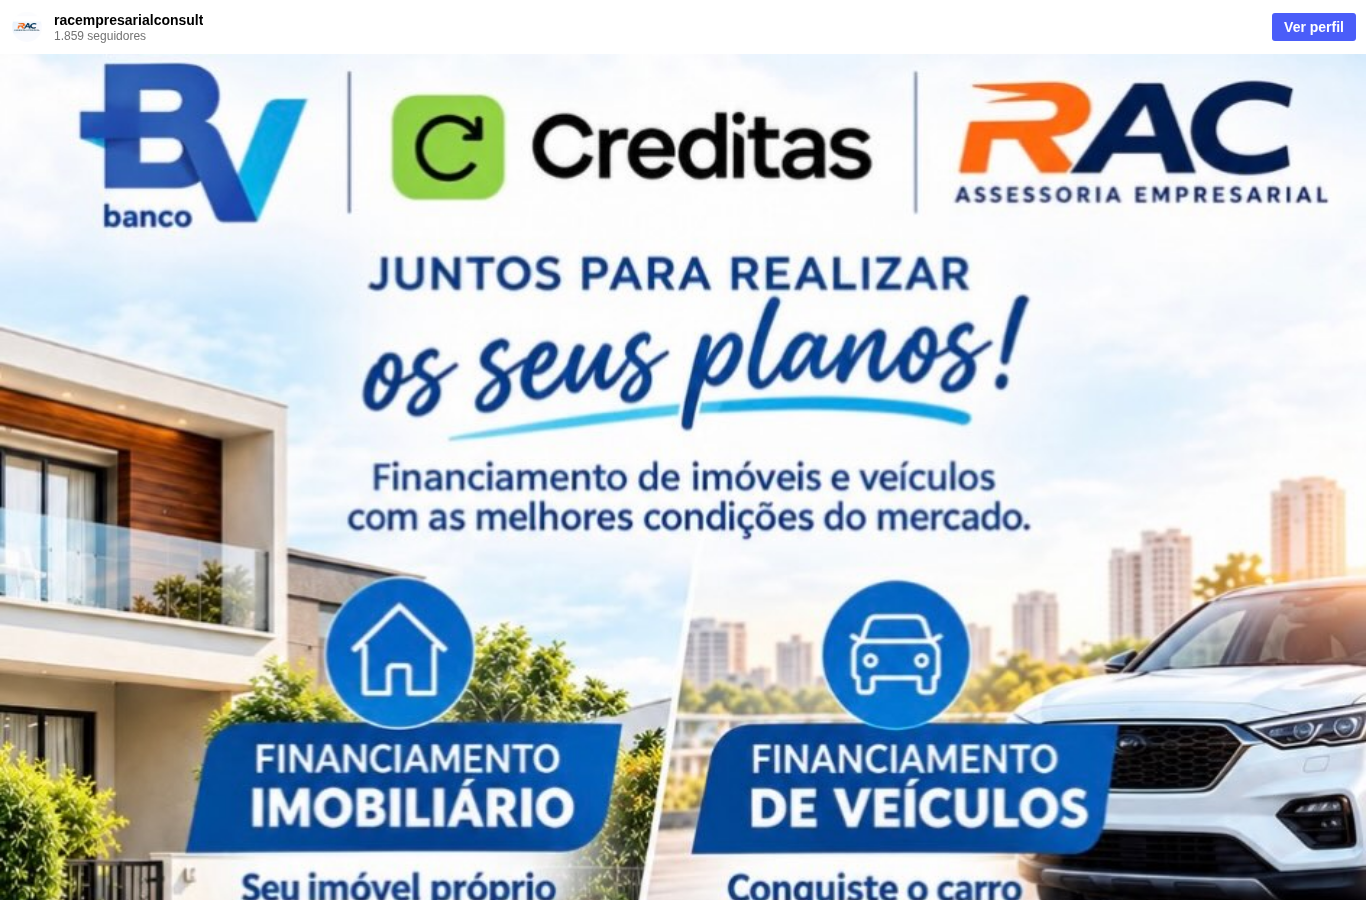 racempresarialconsult
1.859 seguidores
Ver perfil
BV
banco
Creditas
RAC
ASSESSORIA EMPRESARIAL
JUNTOS PARA REALIZAR
os seus planos!
Financiamento de imóveis e veículos
com as melhores condições do mercado.
FINANCIAMENTO
IMOBILIÁRIO
Seu imóvel próprio
FINANCIAMENTO
DE VEÍCULOS
Conquiste o carro